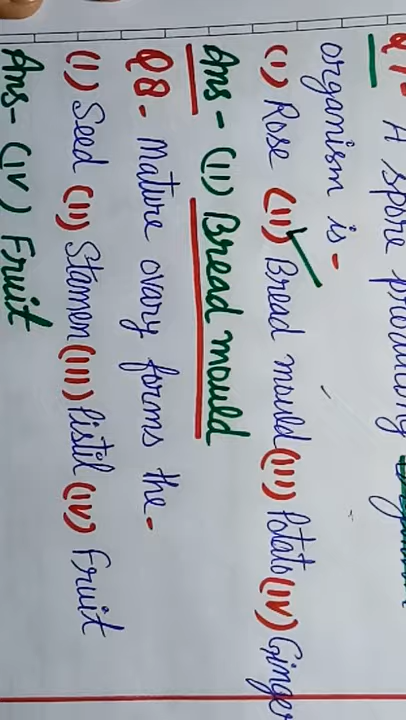 Q7- A spore producing
organism is-
(i) Rose (ii) Bread mould (iii) Potato (iv) Ginger
Ans- (ii) Bread mould
Q8- Mature ovary forms the-
(i) Seed (ii) Stamen (iii) Pistil (iv) Fruit
Ans- (iv) Fruit